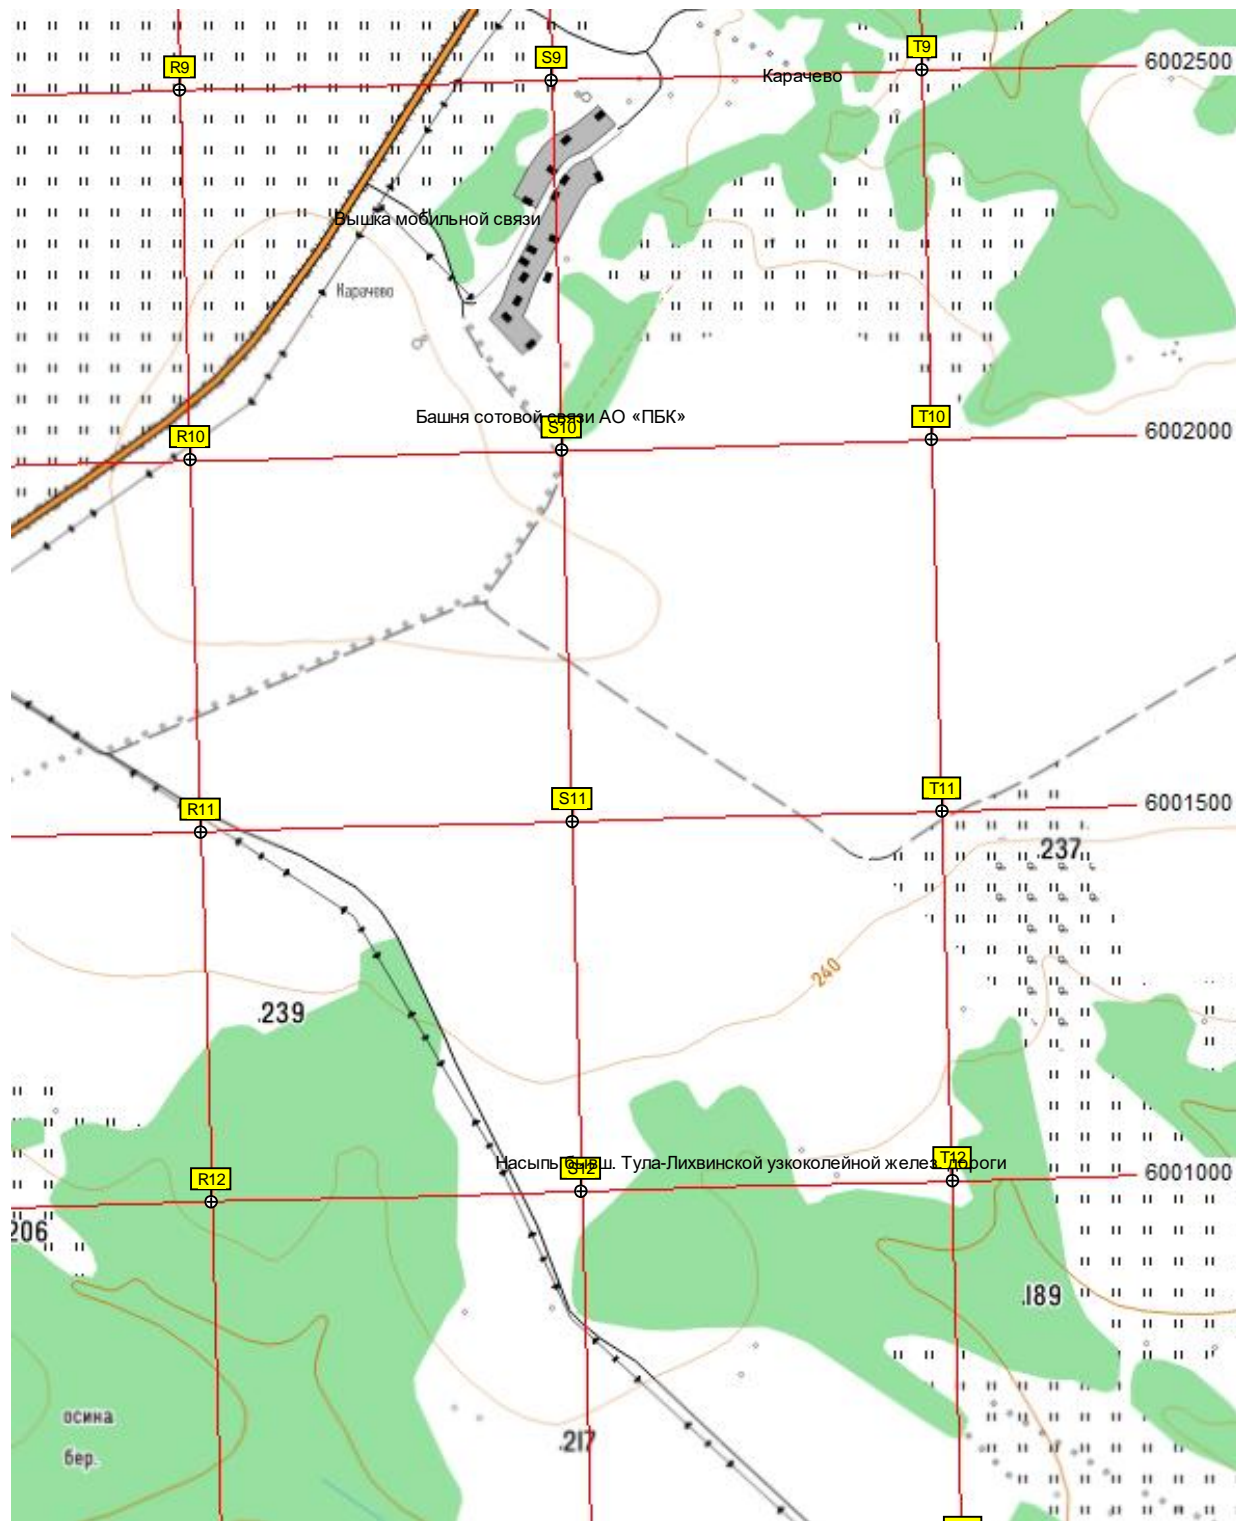 T9
S9
R9
6002500
Карачево
Вышка мобильной связи
Карачево
Башня сотовой связи АО «ПБК»
S10
T10
R10
6002000
T11
S11
R11
6001500
.237
240
.239
Насыпь бывш. Тула-Лихвинской узкоколейной желез. дороги
S12
T12
R12
6001000
206
.189
осина
.217
бер.